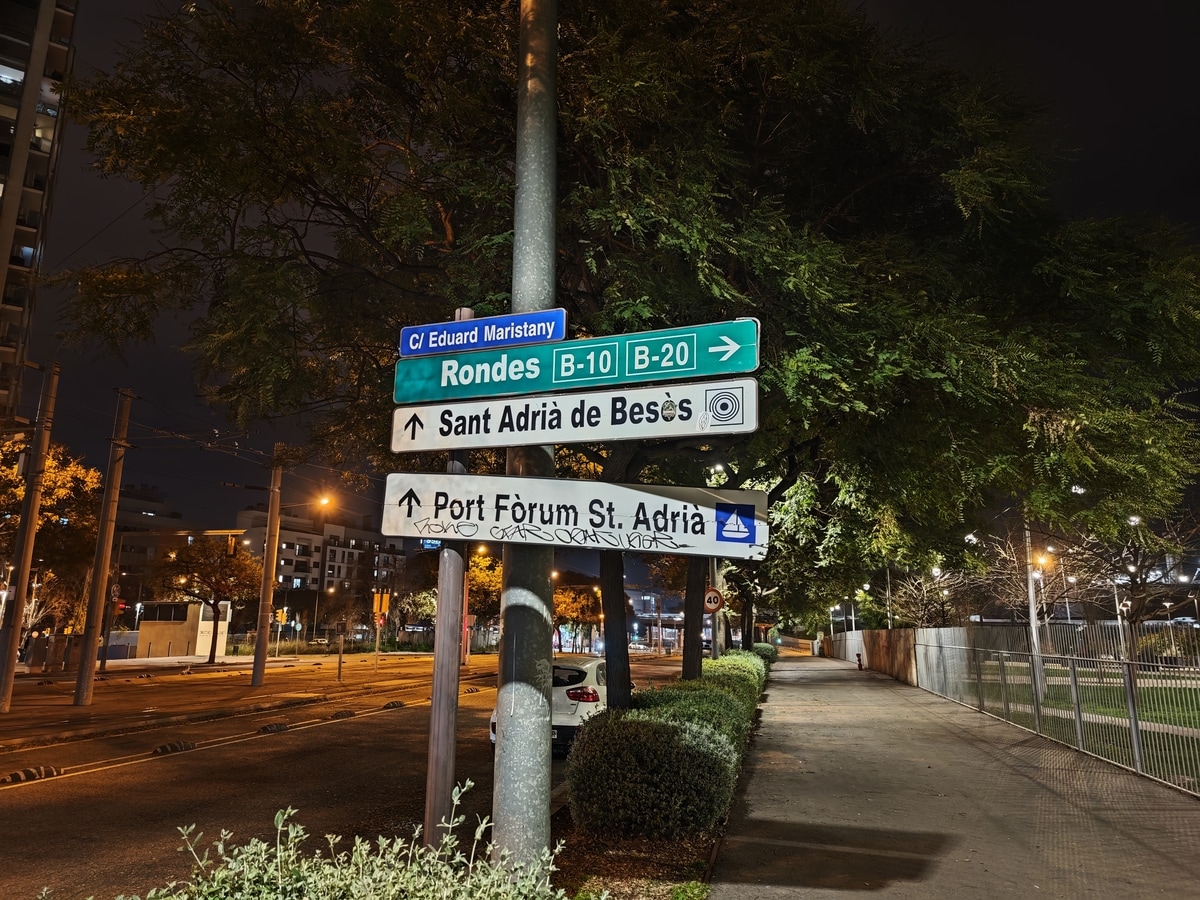 C/ Eduard Maristany
Rondes B-10 B-20
Sant Adrià de Besòs
Port Fòrum St. Adrià
40